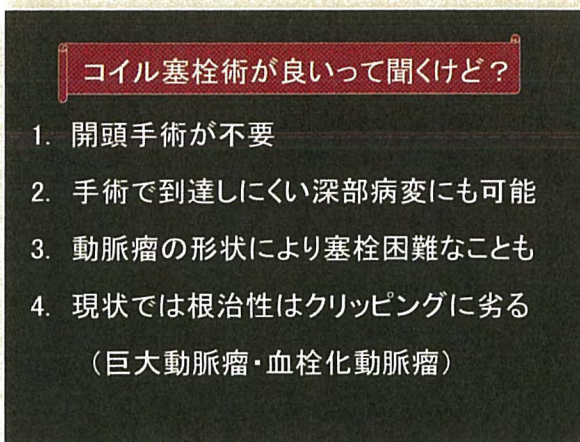 コイル塞栓術が良いって聞くけど？
1. 開頭手術が不要
2. 手術で到達しにくい深部病変にも可能
3. 動脈瘤の形状により塞栓困難なことも
4. 現状では根治性はクリッピングに劣る
（巨大動脈瘤・血栓化動脈瘤）